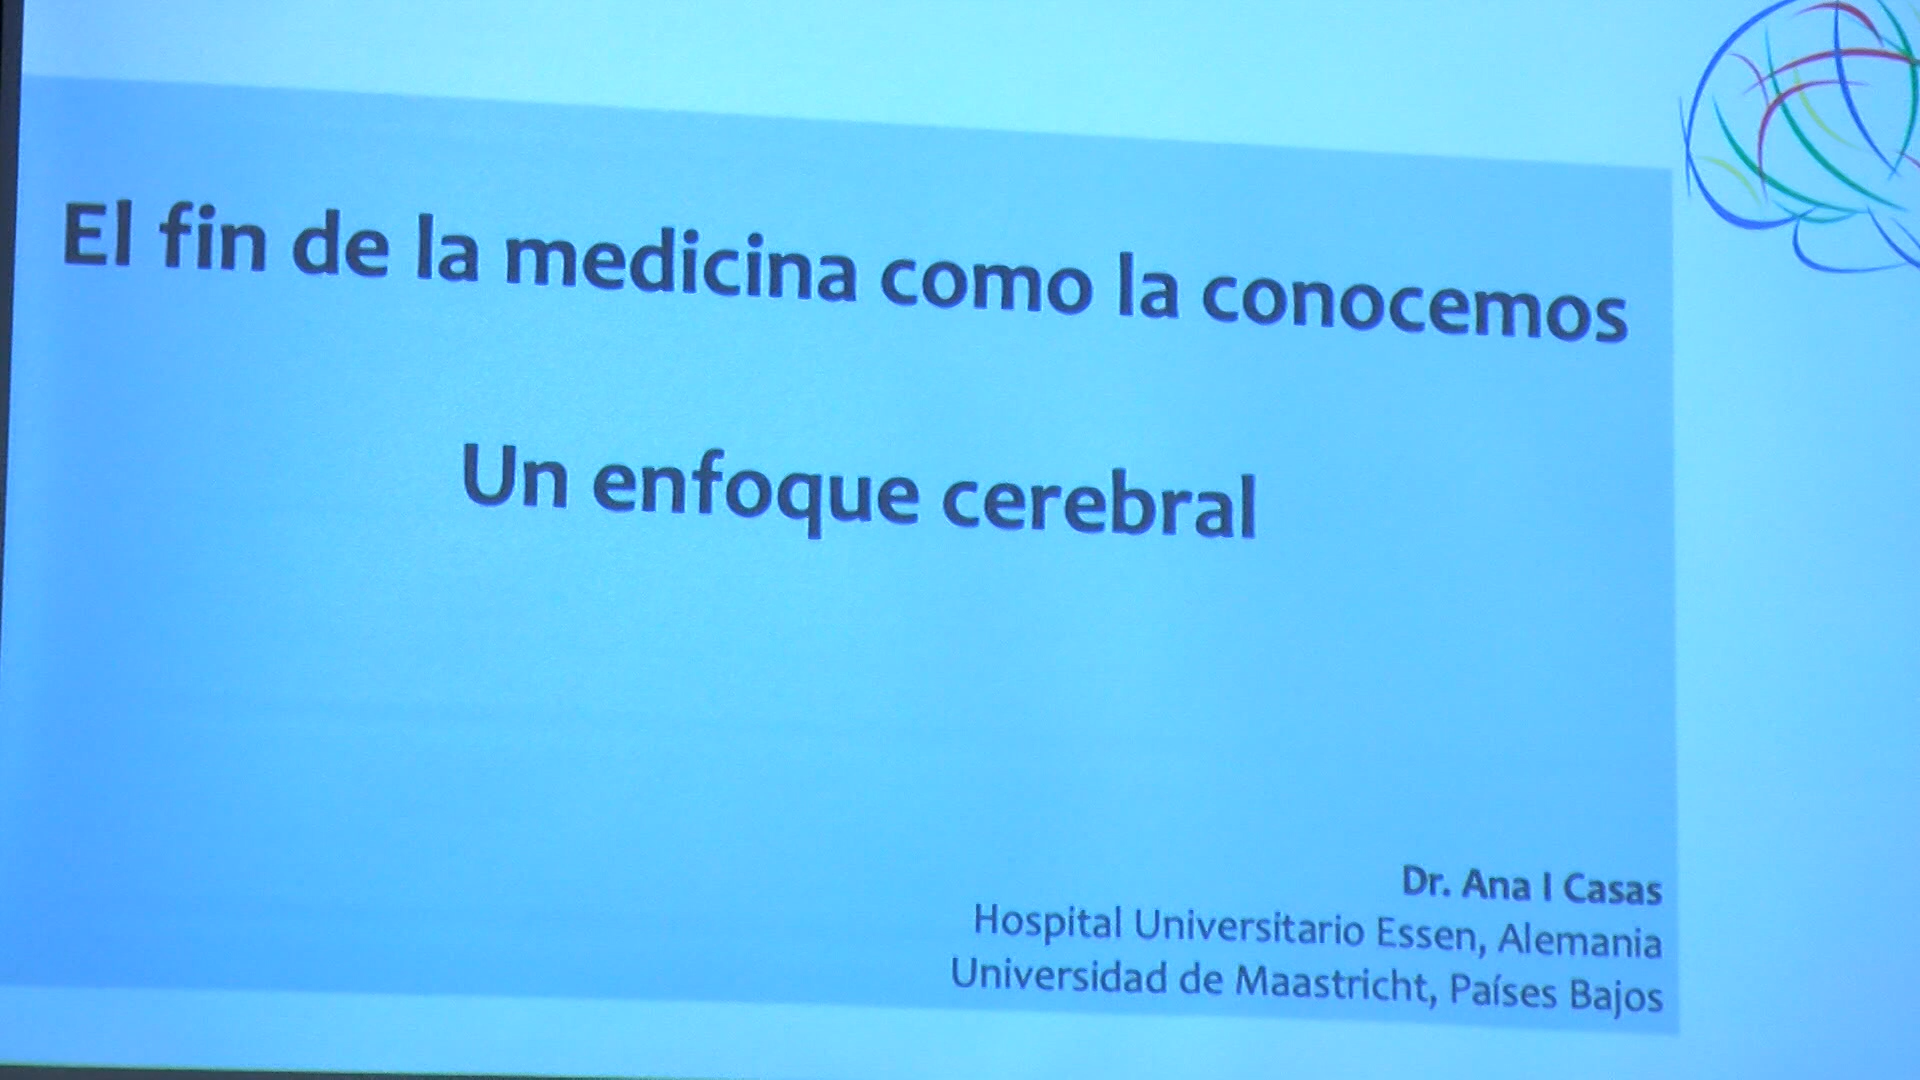 El fin de la medicina como la conocemos
Un enfoque cerebral
Dr. Ana I Casas
Hospital Universitario Essen, Alemania
Universidad de Maastricht, Países Bajos